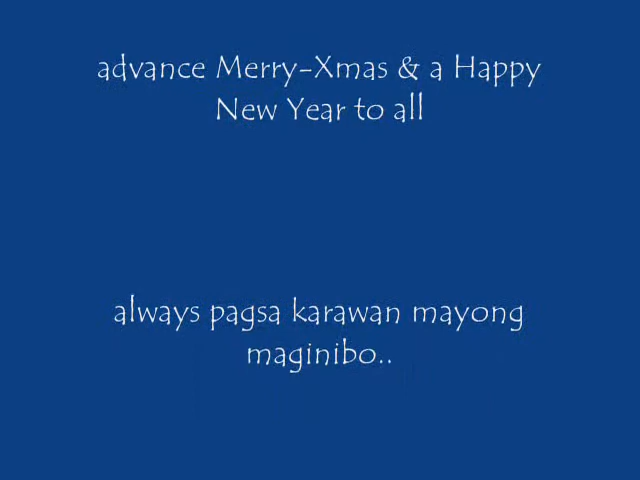 advance Merry-Xmas & a Happy
New Year to all
always pagsa karawan mayong
maginibo..